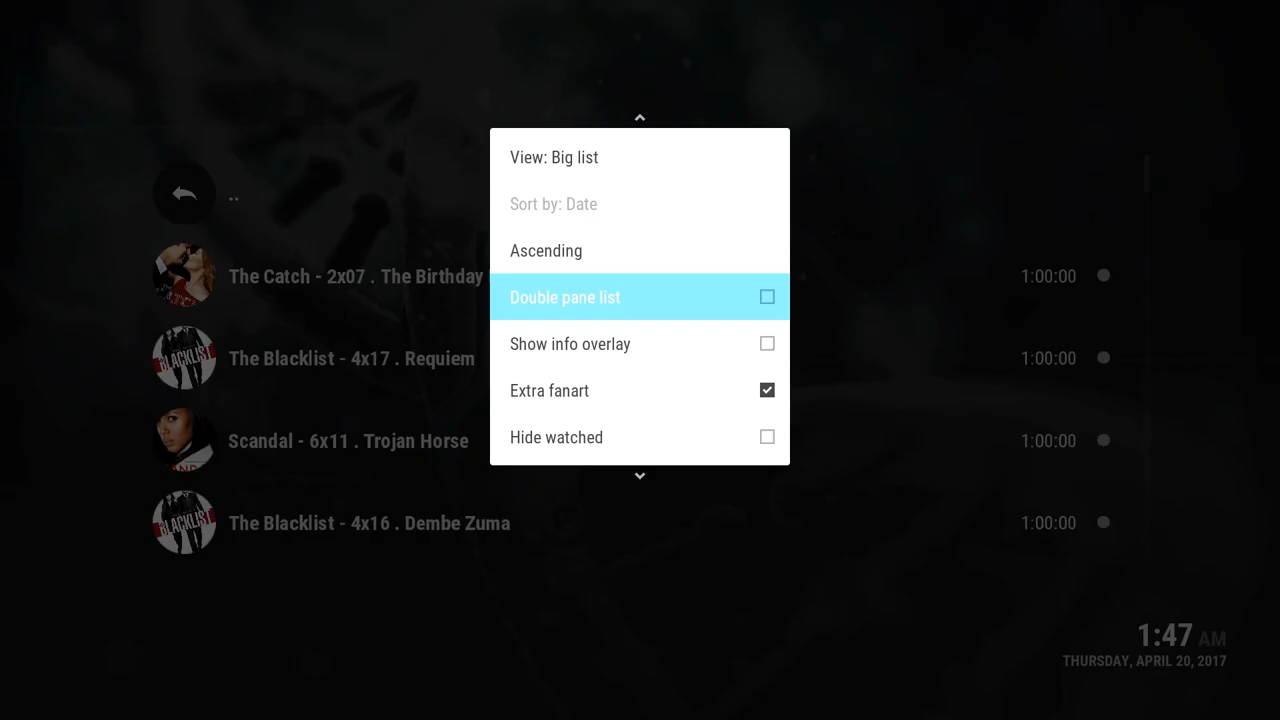 View: Big list
Sort by: Date
Ascending
Double pane list
Show info overlay
Extra fanart
Hide watched
..
The Catch - 2x07 . The Birthday 1:00:00
BLACKLIST
The Blacklist - 4x17 . Requiem 1:00:00
Scandal - 6x11 . Trojan Horse 1:00:00
BLACKLIST
The Blacklist - 4x16 . Dembe Zuma 1:00:00
1:47 AM
THURSDAY, APRIL 20, 2017